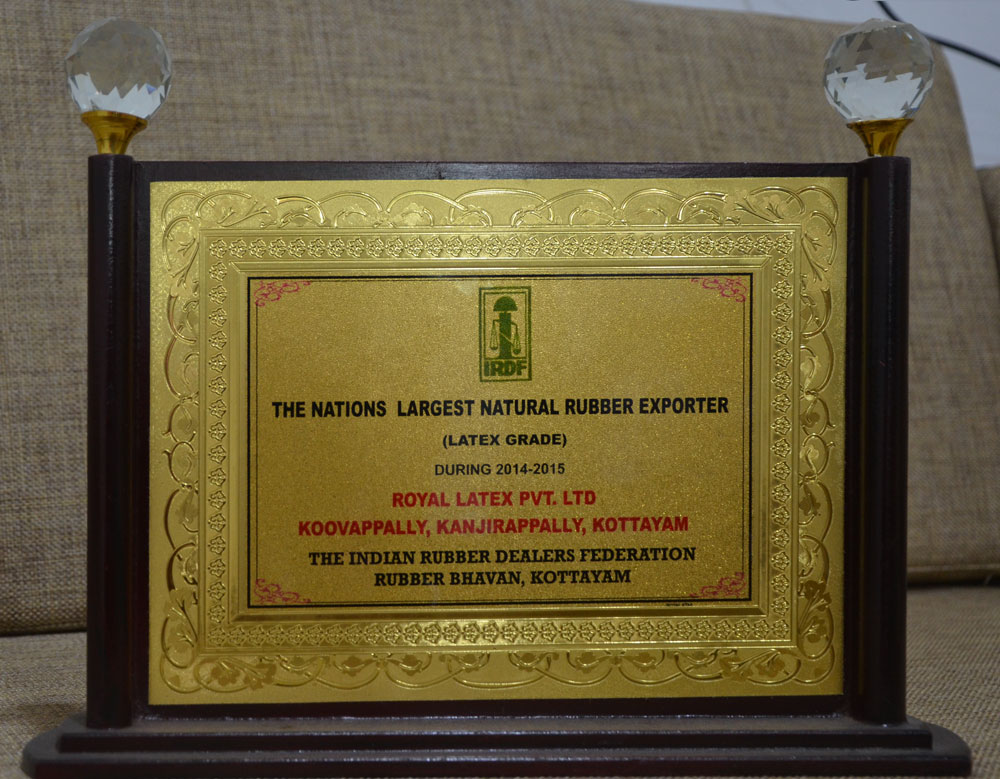 IRDF
THE NATIONS LARGEST NATURAL RUBBER EXPORTER
(LATEX GRADE)
DURING 2014-2015
ROYAL LATEX PVT. LTD
KOOVAPPALLY, KANJIRAPPALLY, KOTTAYAM
THE INDIAN RUBBER DEALERS FEDERATION
RUBBER BHAVAN, KOTTAYAM